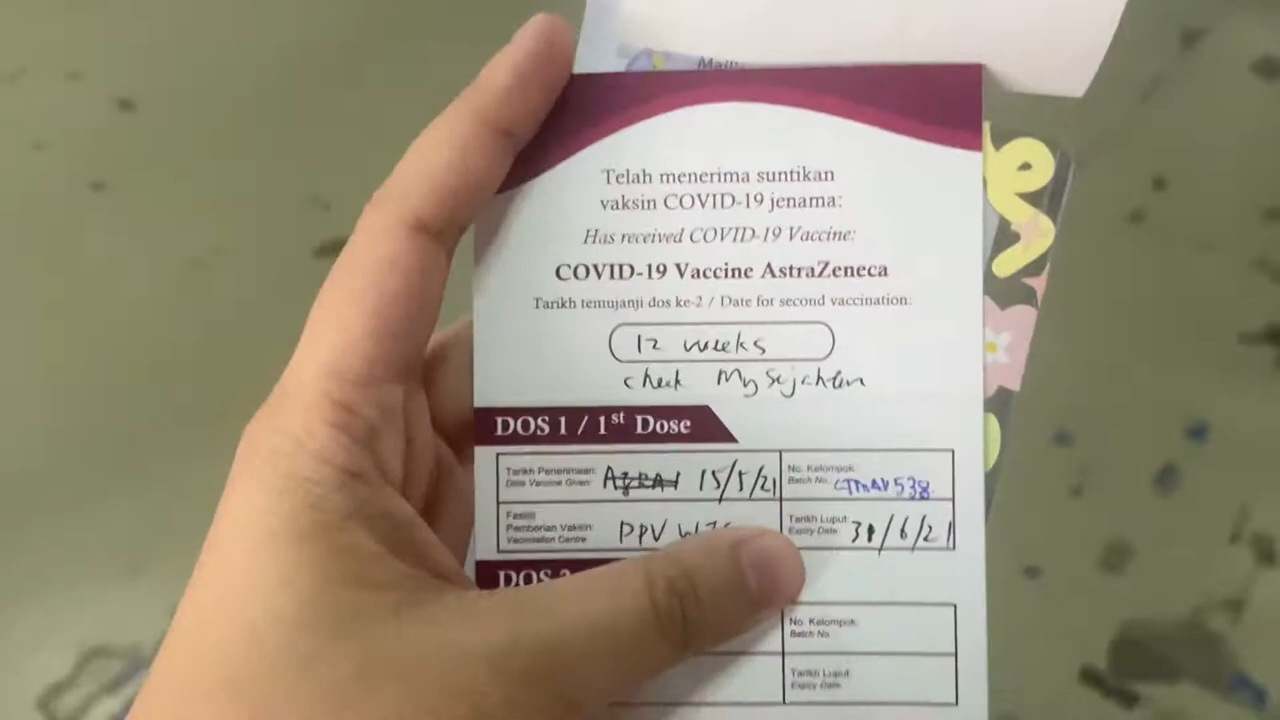 Telah menerima suntikan
vaksin COVID-19 jenama:
Has received COVID-19 Vaccine:
COVID-19 Vaccine AstraZeneca
Tarikh temujanji dos ke-2 / Date for second vaccination:
12 weeks
check
DOS 1 / 1st Dose
Tarikh Penerimaan: 15/5/21
Date Vaccine Given:
No. Kelompok:
Batch No. CTMAV538
Fasiliti
Pemberian Vaksin: PPV
Vaccination Centre
Tarikh Luput:
Expiry Date: 31/6/21
DOS
No. Kelompok:
Batch No.
Tarikh Luput:
Expiry Date: